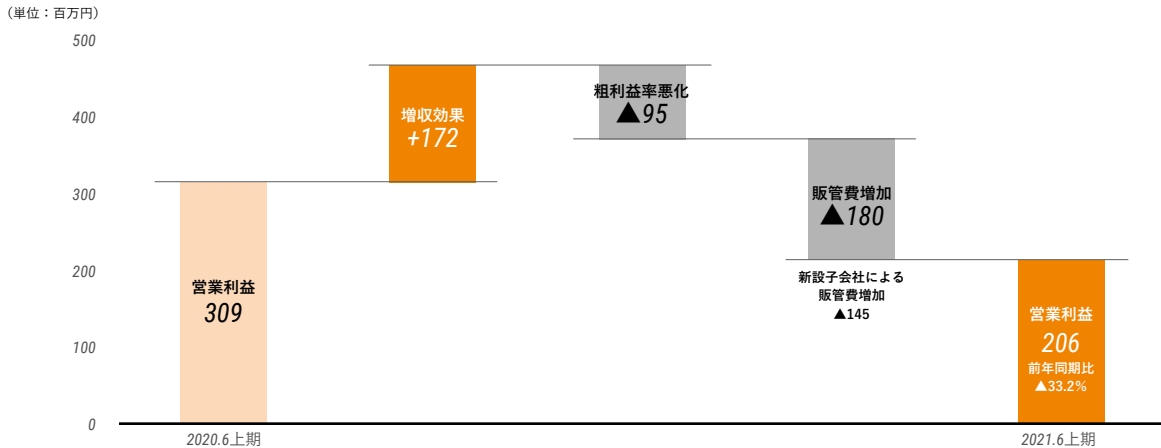 （単位：百万円）
500
400
300
200
100
0
営業利益
309
増収効果
+172
粗利益率悪化
▲95
販管費増加
▲180
新設子会社による
販管費増加
▲145
営業利益
206
前年同期比
▲33.2%
2020.6上期
2021.6上期